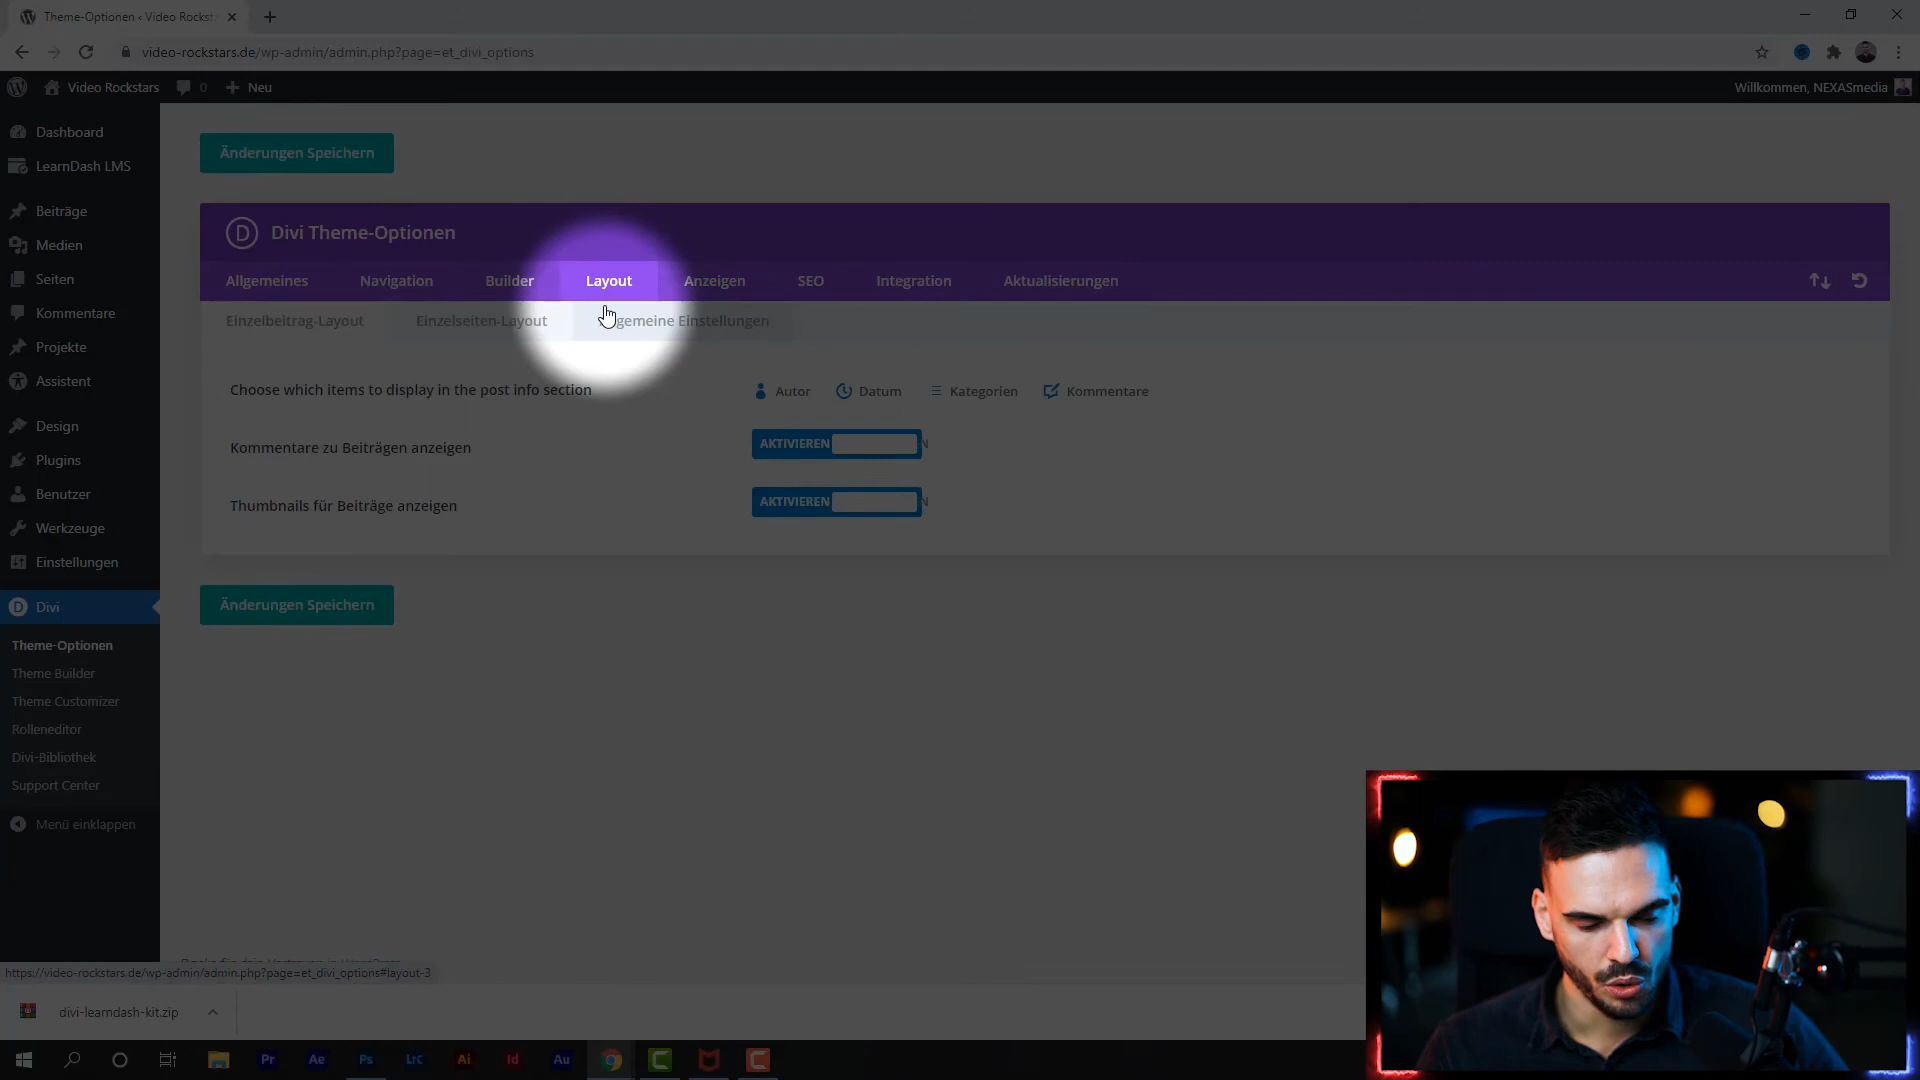 Theme-Optionen ‹ Video Rockst
video-rockstars.de/wp-admin/admin.php?page=et_divi_options
Video Rockstars
0
Neu
Willkommen, NEXASmedia
Dashboard
LearnDash LMS
Beiträge
Medien
Seiten
Kommentare
Projekte
Assistent
Design
Plugins
Benutzer
Werkzeuge
Einstellungen
D Divi
Theme-Optionen
Theme Builder
Theme Customizer
Rolleneditor
Divi-Bibliothek
Support Center
Menü einklappen
Änderungen Speichern
D Divi Theme-Optionen
Allgemeines Navigation Builder Layout Anzeigen SEO Integration Aktualisierungen
Einzelbeitrag-Layout Einzelseiten-Layout gemeine Einstellungen
Choose which items to display in the post info section
Autor Datum Kategorien Kommentare
Kommentare zu Beiträgen anzeigen
AKTIVIEREN N
Thumbnails für Beiträge anzeigen
AKTIVIEREN N
Änderungen Speichern
https://video-rockstars.de/wp-admin/admin.php?page=et_divi_options#layout-3
divi-learndash-kit.zip
Pr Ae Ps LrC Ai Id Au